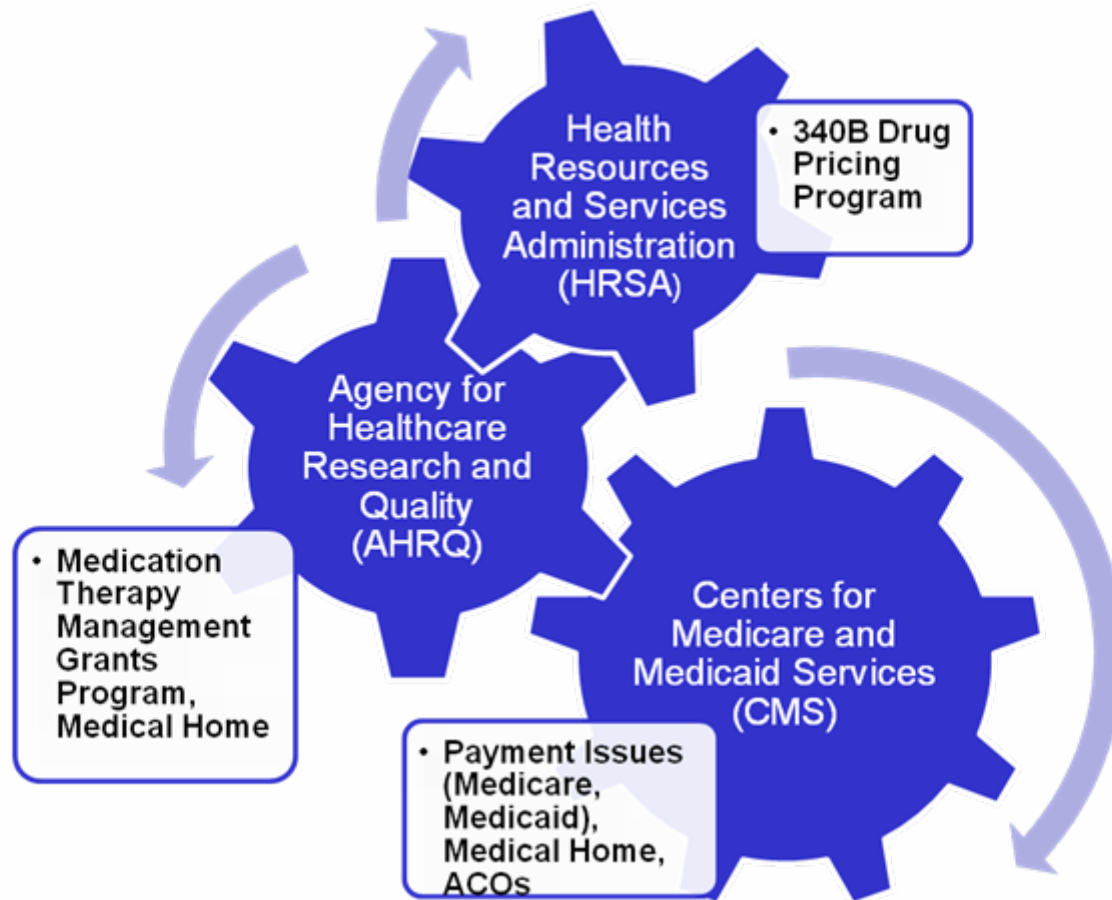 Health
Resources
and Services
Administration
(HRSA)
• 340B Drug
Pricing
Program
Agency for
Healthcare
Research and
Quality
(AHRQ)
• Medication
Therapy
Management
Grants
Program,
Medical Home
Centers for
Medicare and
Medicaid Services
(CMS)
• Payment Issues
(Medicare,
Medicaid),
Medical Home,
ACOs